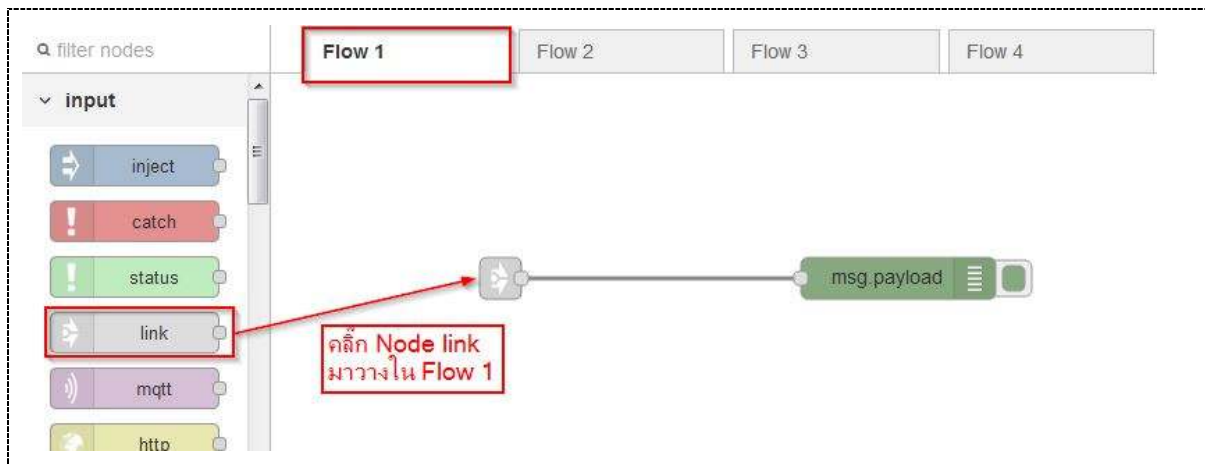 filter nodes
Flow 1
Flow 2
Flow 3
Flow 4
input
inject
catch
status
link
mqtt
http
msg.payload
คลิ๊ก Node link
มาวางใน Flow 1